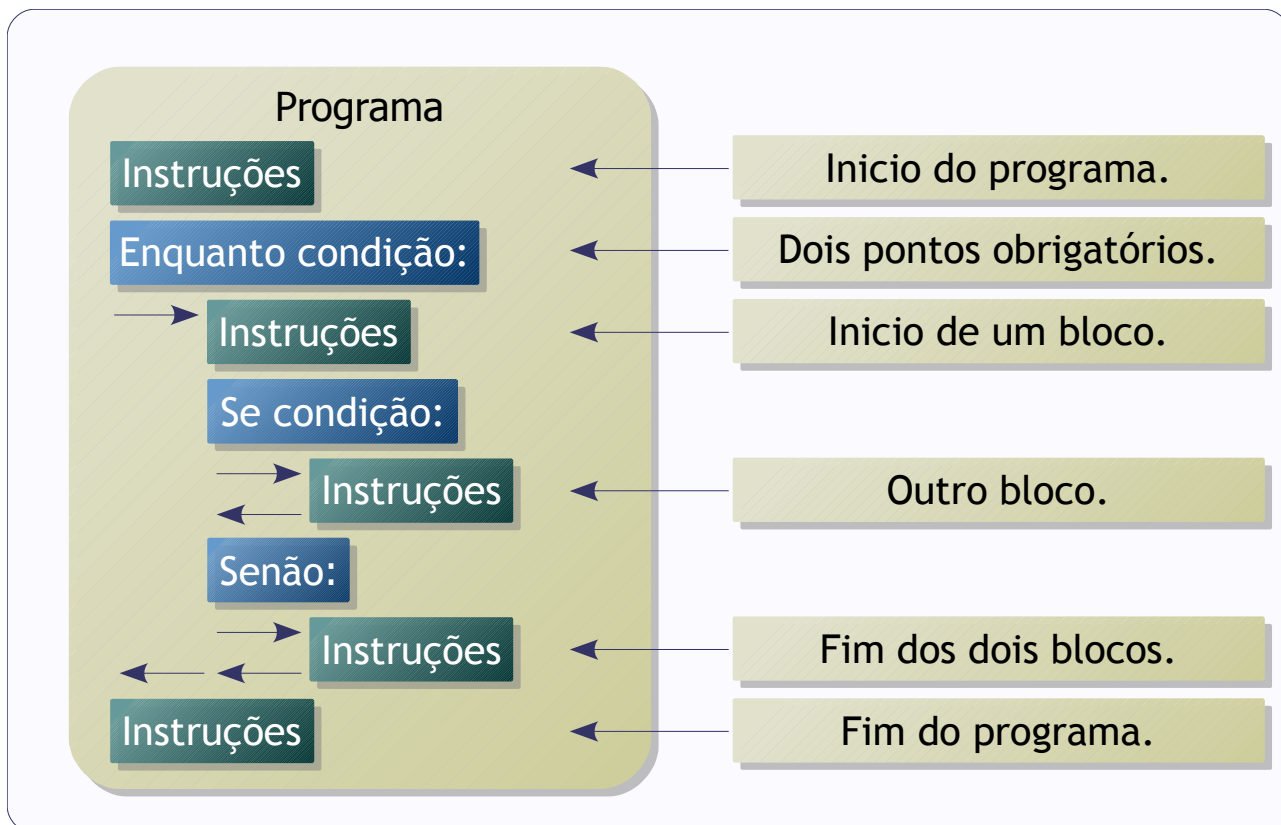 Programa
Instruções
Inicio do programa.
Enquanto condição:
Dois pontos obrigatórios.
Instruções
Inicio de um bloco.
Se condição:
Instruções
Outro bloco.
Senão:
Instruções
Fim dos dois blocos.
Instruções
Fim do programa.